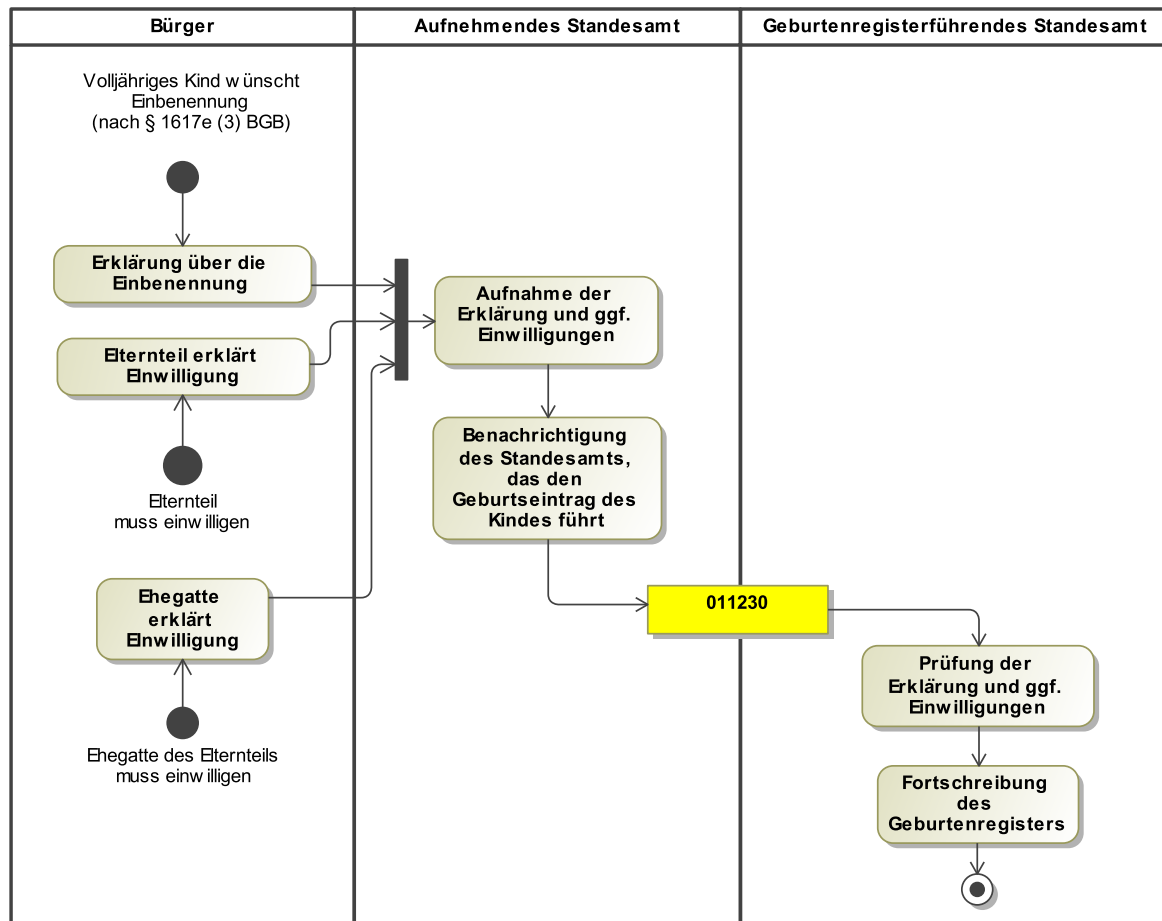 Bürger
Aufnehmendes Standesamt
Geburtenregisterführendes Standesamt
Volljähriges Kind wünscht
Einbenennung
(nach § 1617e (3) BGB)
Erklärung über die
Einbenennung
Elternteil erklärt
EInwilligung
Elternteil
muss einwilligen
Ehegatte
erklärt
EInwilligung
Ehegatte des Elternteils
muss einwilligen
Aufnahme der
Erklärung und ggf.
Einwilligungen
Benachrichtigung
des Standesamts,
das den
Geburtseintrag des
Kindes führt
011230
Prüfung der
Erklärung und ggf.
Einwilligungen
Fortschreibung
des
Geburtenregisters